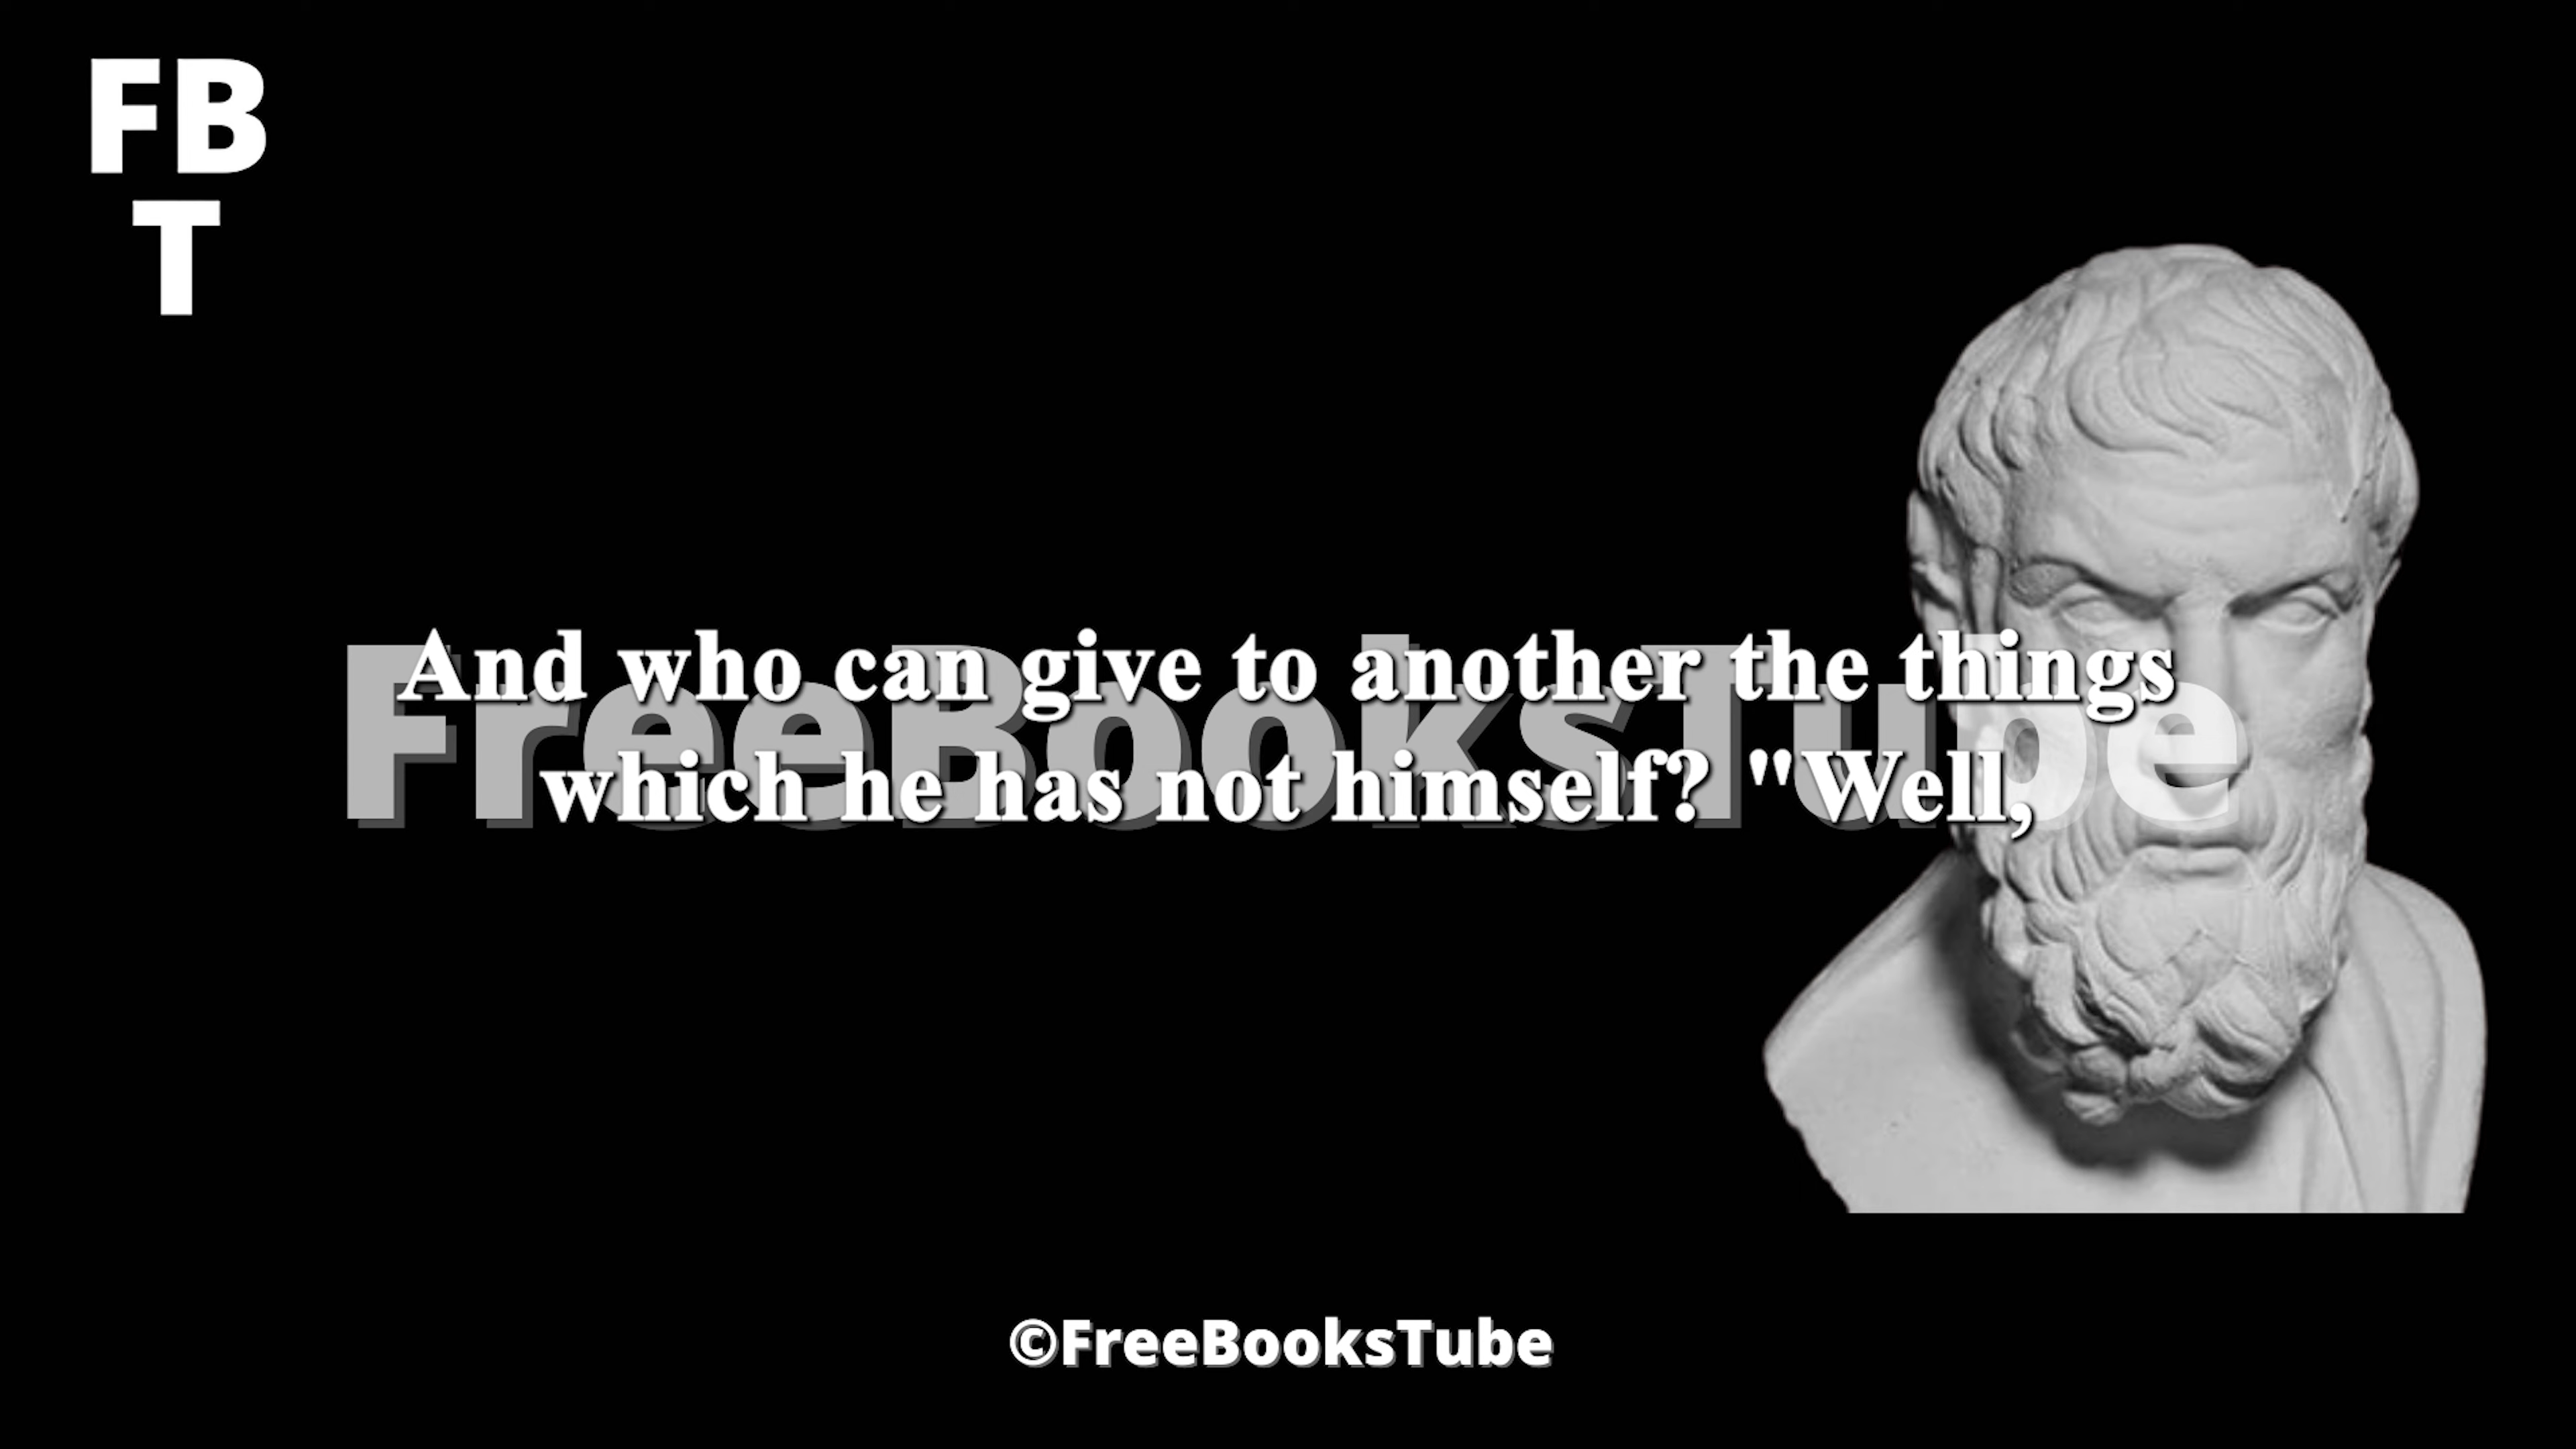 FB
T
FreeBooksTube
And who can give to another the things
which he has not himself? "Well,
©FreeBooksTube